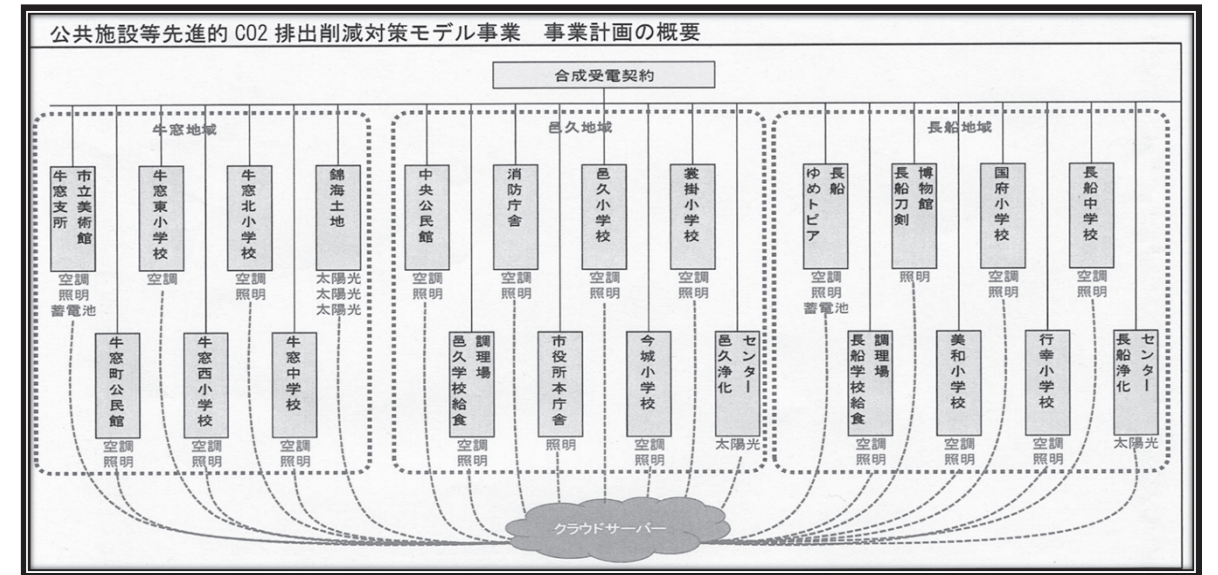 公共施設等先進的 CO2 排出削減対策モデル事業　事業計画の概要
合成受電契約
牛窓地域
市立美術館
牛窓支所
空調
照明
蓄電池
牛窓町公民館
空調
照明
牛窓東小学校
空調
牛窓西小学校
空調
照明
牛窓北小学校
空調
照明
牛窓中学校
空調
照明
錦海土地
太陽光
太陽光
太陽光
邑久地域
中央公民館
空調
照明
調理場
邑久学校給食
空調
照明
消防庁舎
空調
照明
市役所本庁舎
照明
邑久小学校
空調
照明
今城小学校
空調
照明
裳掛小学校
空調
照明
センター
邑久浄化
太陽光
長船地域
長船
ゆめトピア
空調
照明
蓄電池
調理場
長船学校給食
空調
照明
博物館
長船刀剣
照明
美和小学校
空調
照明
国府小学校
空調
照明
行幸小学校
空調
照明
長船中学校
空調
照明
センター
長船浄化
太陽光
クラウドサーバー